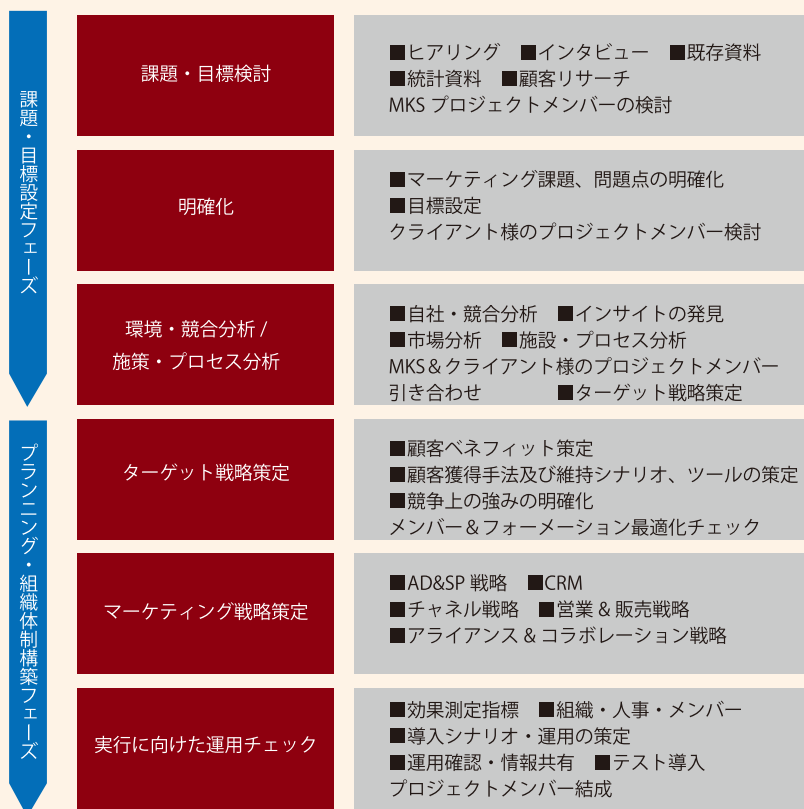 課題・目標設定フェーズ
課題・目標検討
■ヒアリング　■インタビュー　■既存資料
■統計資料　■顧客リサーチ
MKS プロジェクトメンバーの検討
明確化
■マーケティング課題、問題点の明確化
■目標設定
クライアント様のプロジェクトメンバー検討
環境・競合分析 /
施策・プロセス分析
■自社・競合分析　■インサイトの発見
■市場分析　■施設・プロセス分析
MKS＆クライアント様のプロジェクトメンバー
引き合わせ　　　　■ターゲット戦略策定
プランニング・組織体制構築フェーズ
ターゲット戦略策定
■顧客ベネフィット策定
■顧客獲得手法及び維持シナリオ、ツールの策定
■競争上の強みの明確化
メンバー＆フォーメーション最適化チェック
マーケティング戦略策定
■AD&SP 戦略　■CRM
■チャネル戦略　■営業 & 販売戦略
■アライアンス & コラボレーション戦略
実行に向けた運用チェック
■効果測定指標　■組織・人事・メンバー
■導入シナリオ・運用の策定
■運用確認・情報共有　■テスト導入
プロジェクトメンバー結成